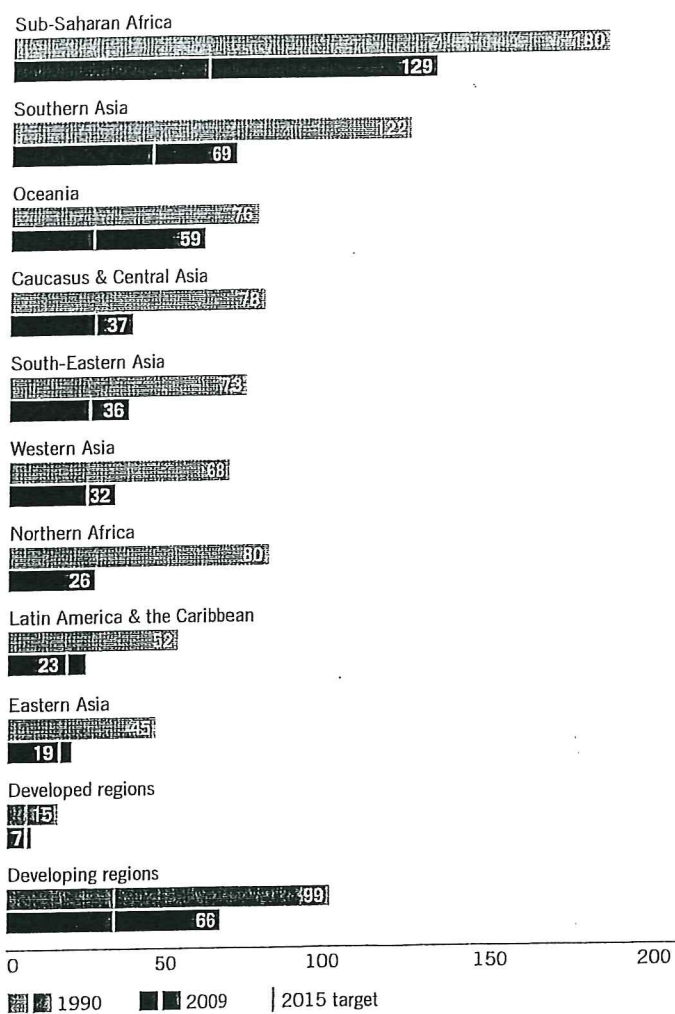 Sub-Saharan Africa
180
129
Southern Asia
122
69
Oceania
76
59
Caucasus & Central Asia
78
37
South-Eastern Asia
73
36
Western Asia
68
32
Northern Africa
80
26
Latin America & the Caribbean
52
23
Eastern Asia
45
19
Developed regions
15
7
Developing regions
99
66
0 50 100 150 200
1990 2009 2015 target